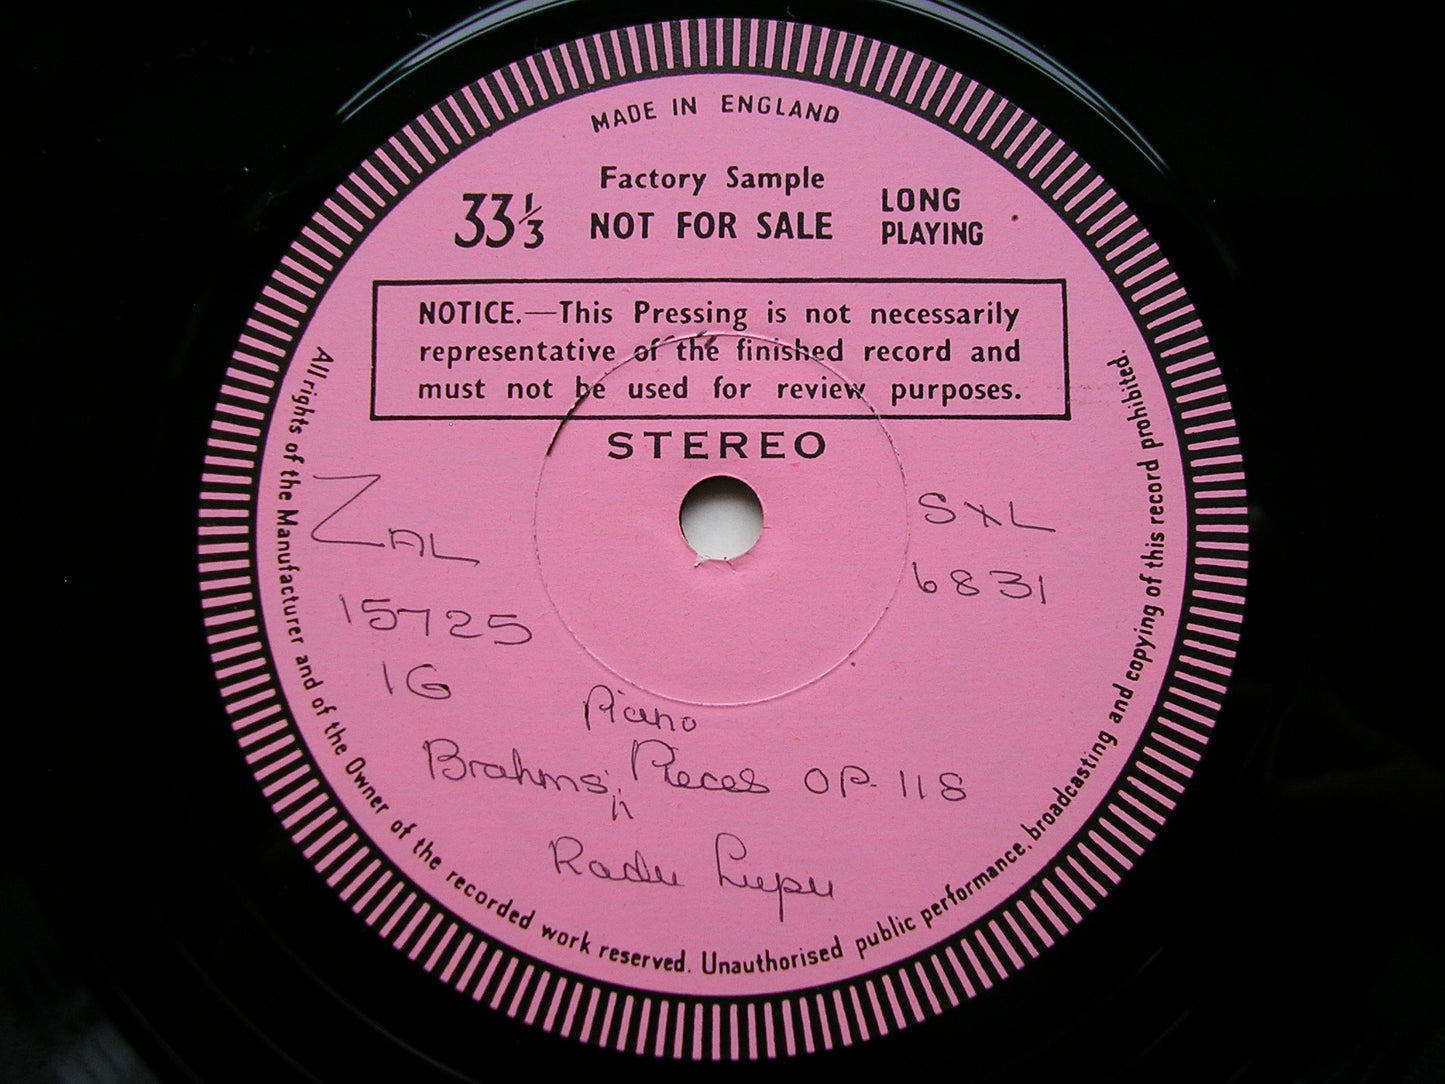 MADE IN ENGLAND
Factory Sample
33⅓ NOT FOR SALE LONG PLAYING
NOTICE.—This Pressing is not necessarily
representative of the finished record and
must not be used for review purposes.
STEREO
ZAL
15725
1G
SXL
6831
Piano
Brahms: Pieces OP. 118
Radu Lupu
All rights of the Manufacturer and of the Owner of the recorded work reserved. Unauthorised public performance, broadcasting and copying of this record prohibited.